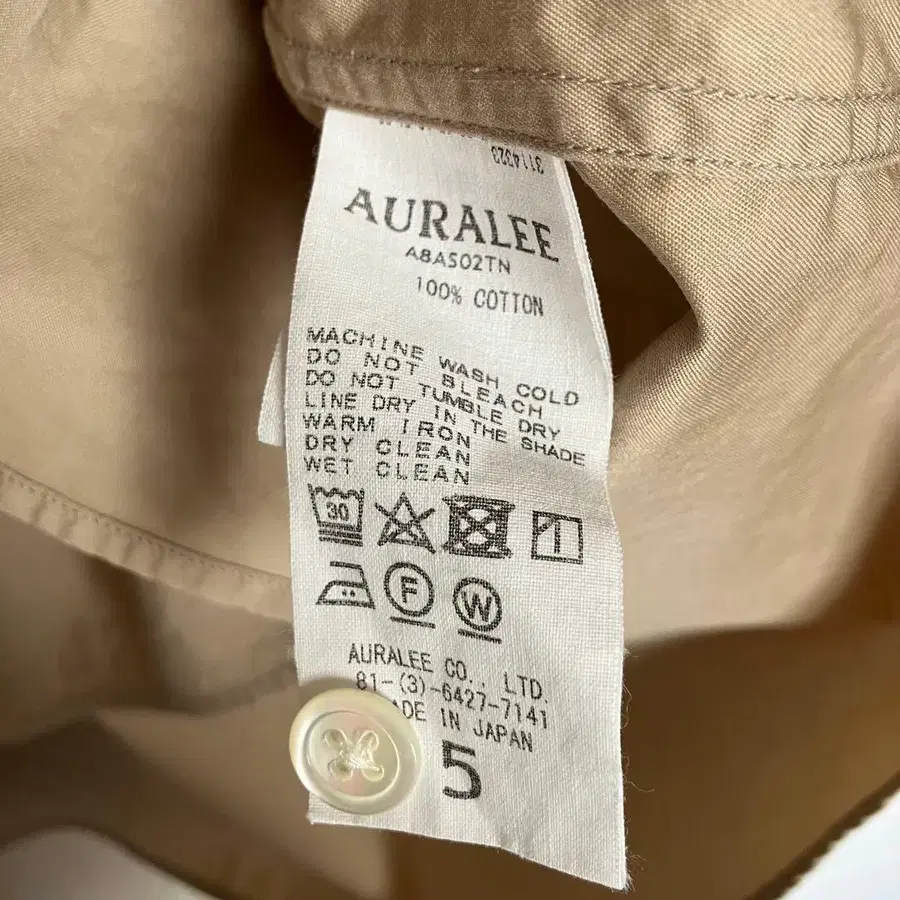 3114323
AURALEE
A8AS02TN
100% COTTON
MACHINE WASH COLD
DO NOT BLEACH
DO NOT TUMBLE DRY
LINE DRY IN THE SHADE
WARM IRON
DRY CLEAN
WET CLEAN
30
F
W
AURALEE CO., LTD.
81-(3)-6427-7141
ADE IN JAPAN
5